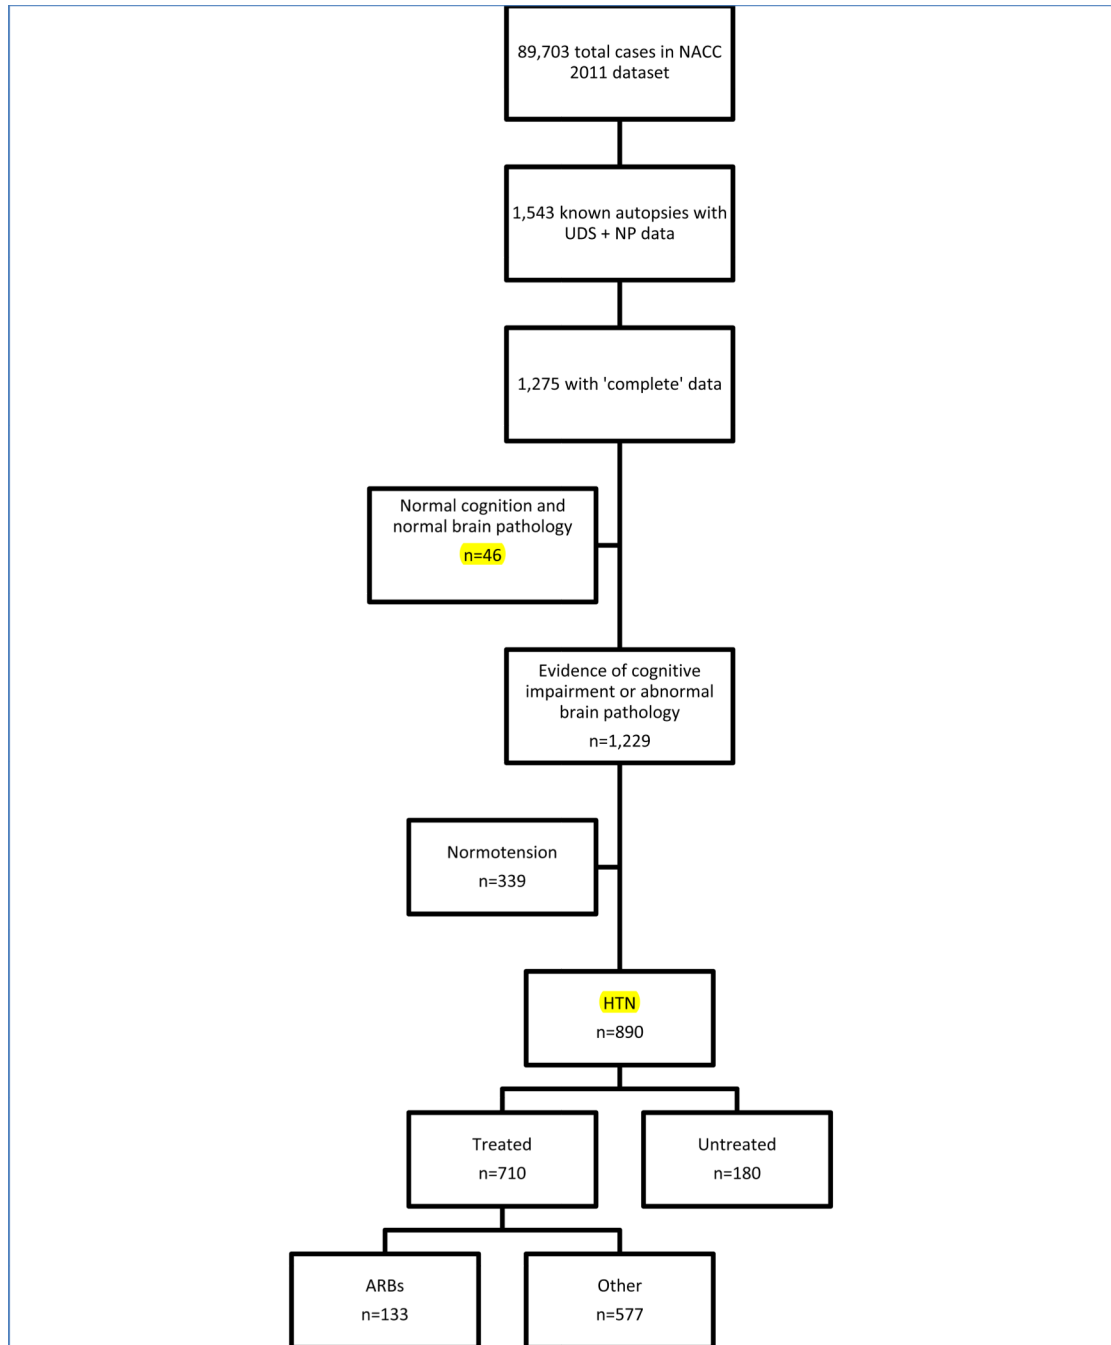 89,703 total cases in NACC
2011 dataset
1,543 known autopsies with
UDS + NP data
1,275 with 'complete' data
Normal cognition and
normal brain pathology
n=46
Evidence of cognitive
impairment or abnormal
brain pathology
n=1,229
Normotension
n=339
HTN
n=890
Treated
n=710
Untreated
n=180
ARBs
n=133
Other
n=577